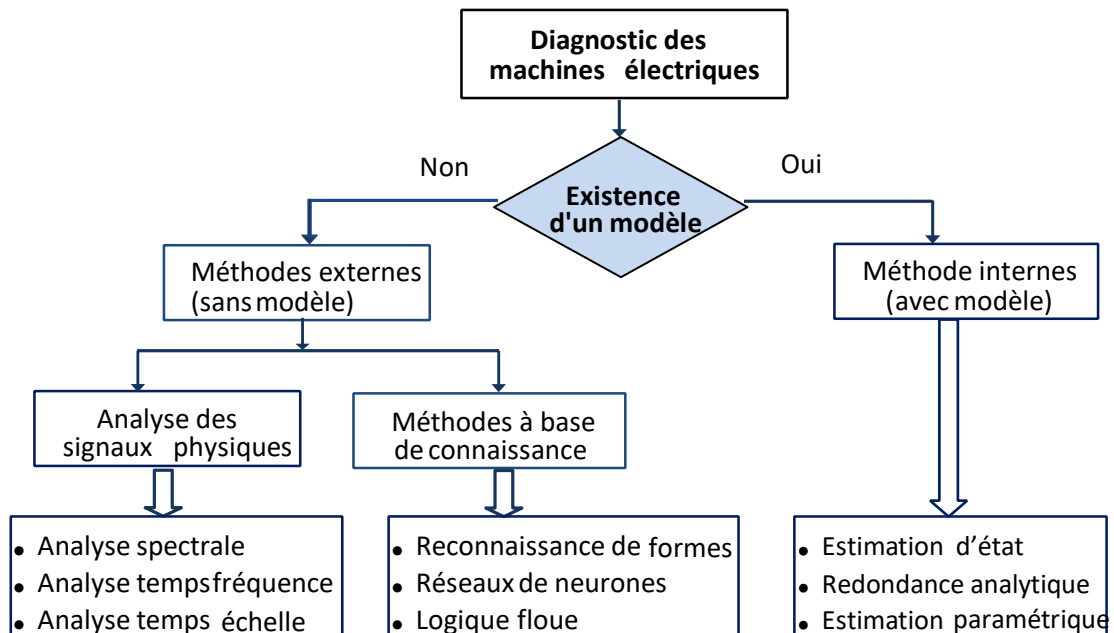 Diagnostic des
machines électriques
Non
Oui
Existence
d'un modèle
Méthodes externes
(sans modèle)
Méthode internes
(avec modèle)
Analyse des
signaux physiques
Méthodes à base
de connaissance
• Analyse spectrale
• Analyse temps fréquence
• Analyse temps échelle
• Reconnaissance de formes
• Réseaux de neurones
• Logique floue
• Estimation d’état
• Redondance analytique
• Estimation paramétrique